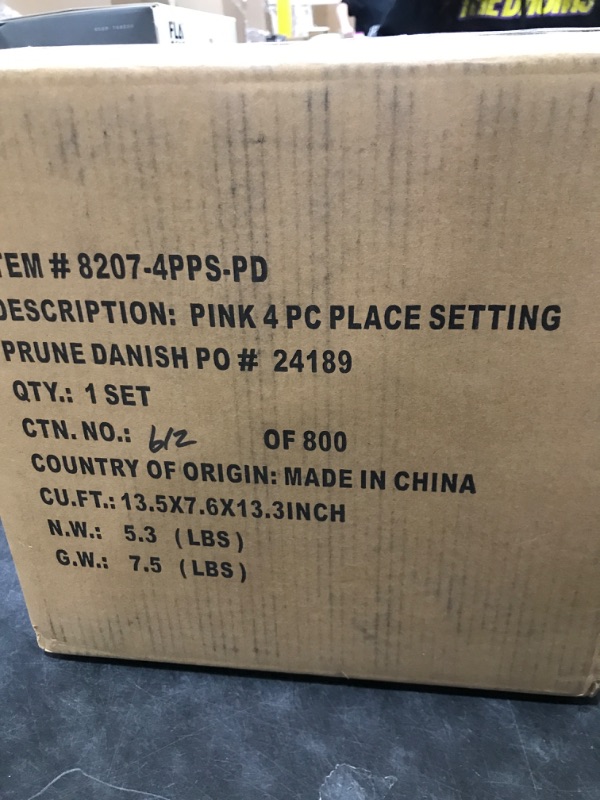 FLA
TEM # 8207-4PPS-PD
DESCRIPTION: PINK 4 PC PLACE SETTING
PRUNE DANISH PO # 24189
QTY.: 1 SET
CTN. NO.: 612 OF 800
COUNTRY OF ORIGIN: MADE IN CHINA
CU.FT.: 13.5X7.6X13.3INCH
N.W.: 5.3 (LBS)
G.W.: 7.5 (LBS)